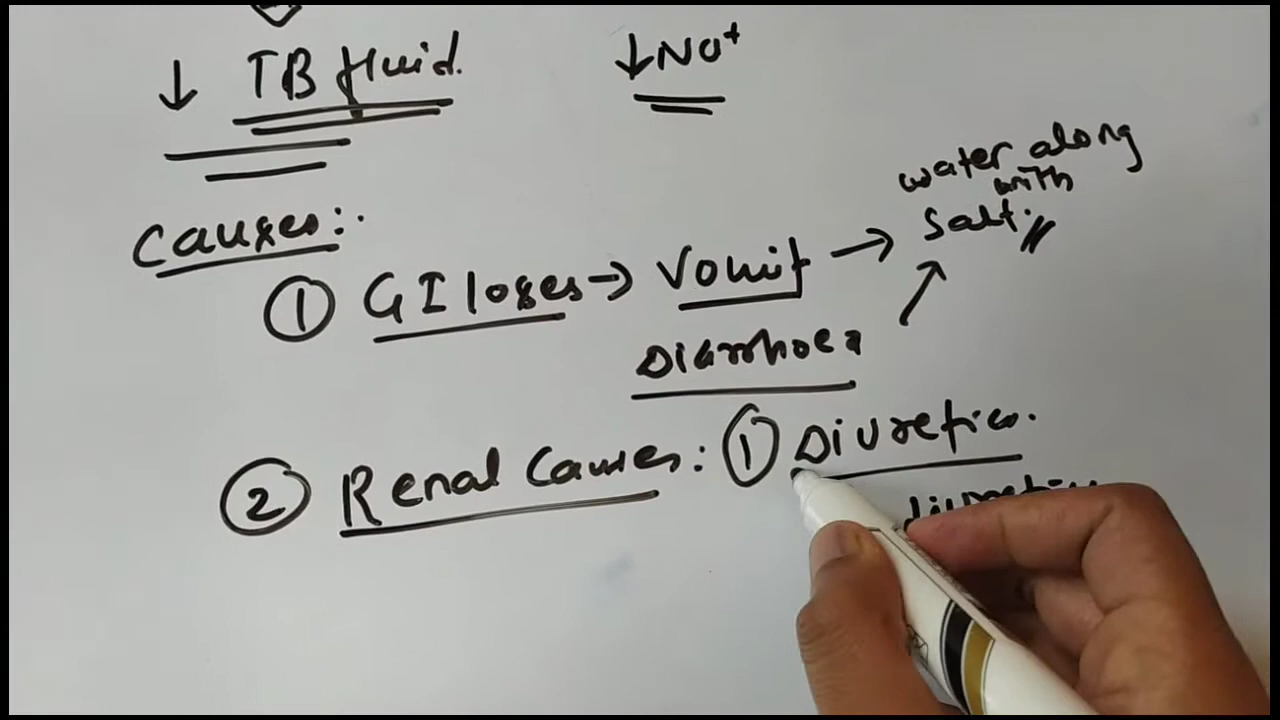 ↓ TB fluid. ↓ Na+
Causes:
① GI loses → Vomit → water along with salt.
Diarrhoea
② Renal Causes: ① Diuretics.